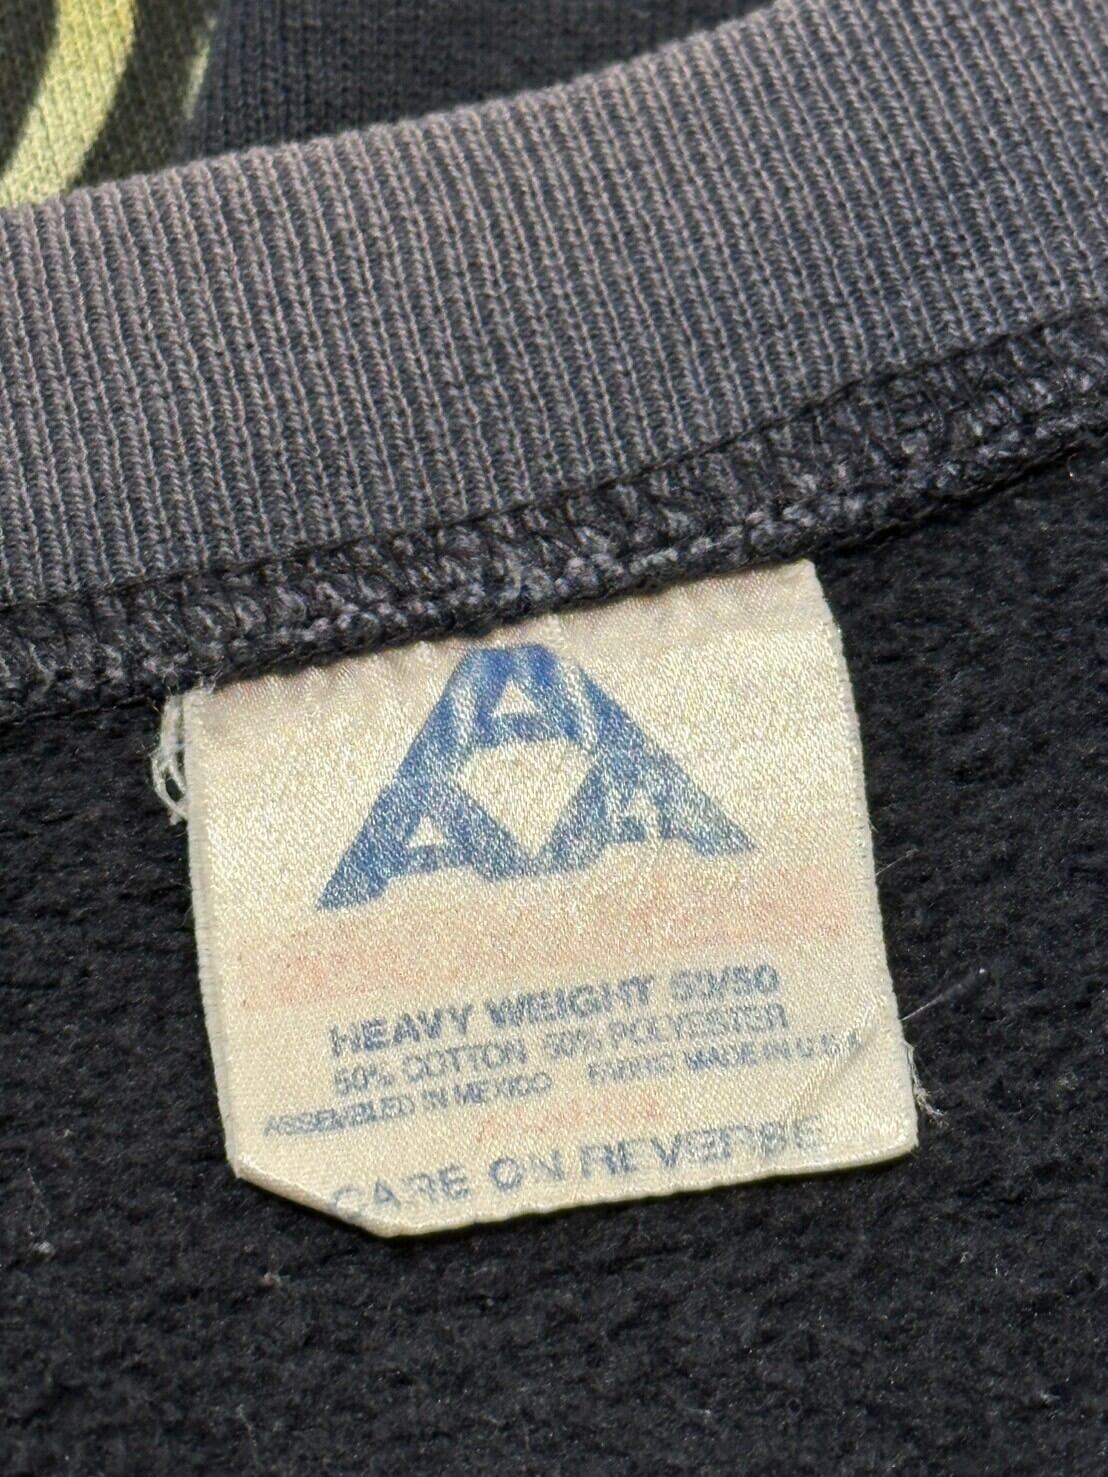 A
A A
HEAVY WEIGHT 50/50
50% COTTON 50% POLYESTER
ASSEMBLED IN MEXICO FABRIC MADE IN U.S.A.
CARE ON REVERSE